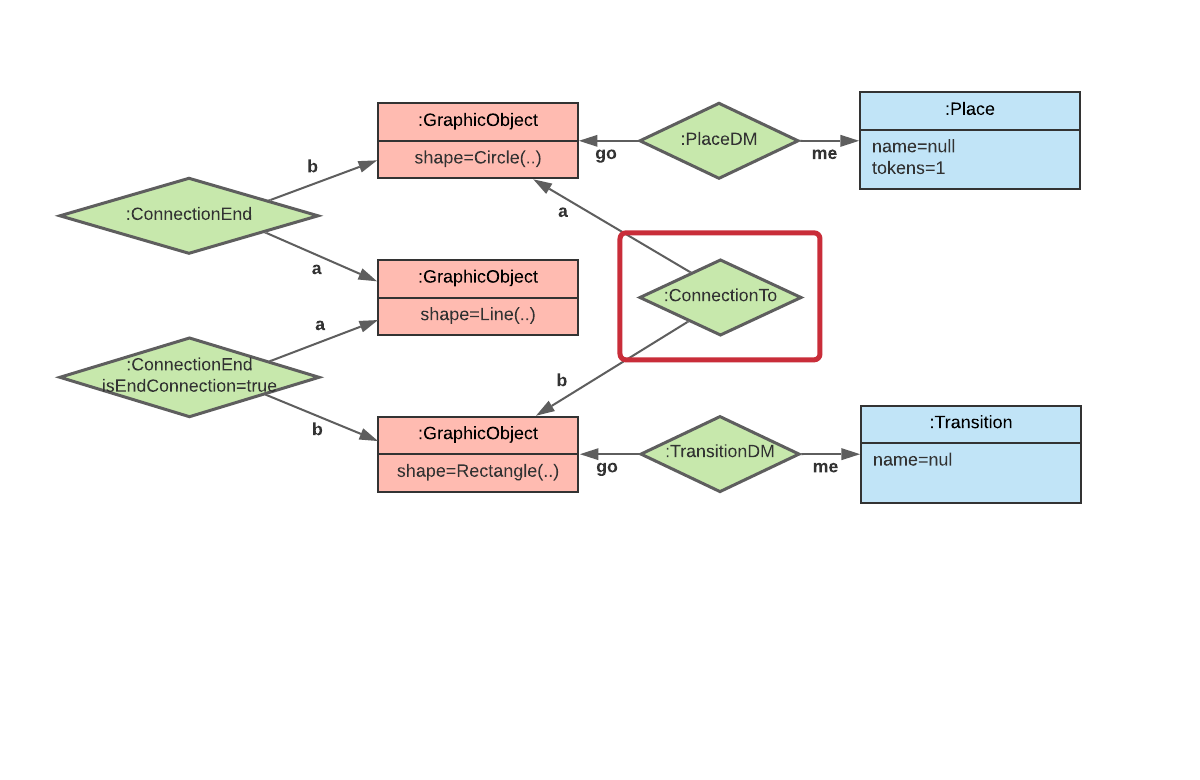 :Place
:GraphicObject
:PlaceDM
name=null
tokens=1
shape=Circle(..)
go
me
b
:ConnectionEnd
a
a
:GraphicObject
:ConnectionTo
shape=Line(..)
a
:ConnectionEnd
isEndConnection=true
b
b
:GraphicObject
:Transition
:TransitionDM
name=nul
shape=Rectangle(..)
go
me